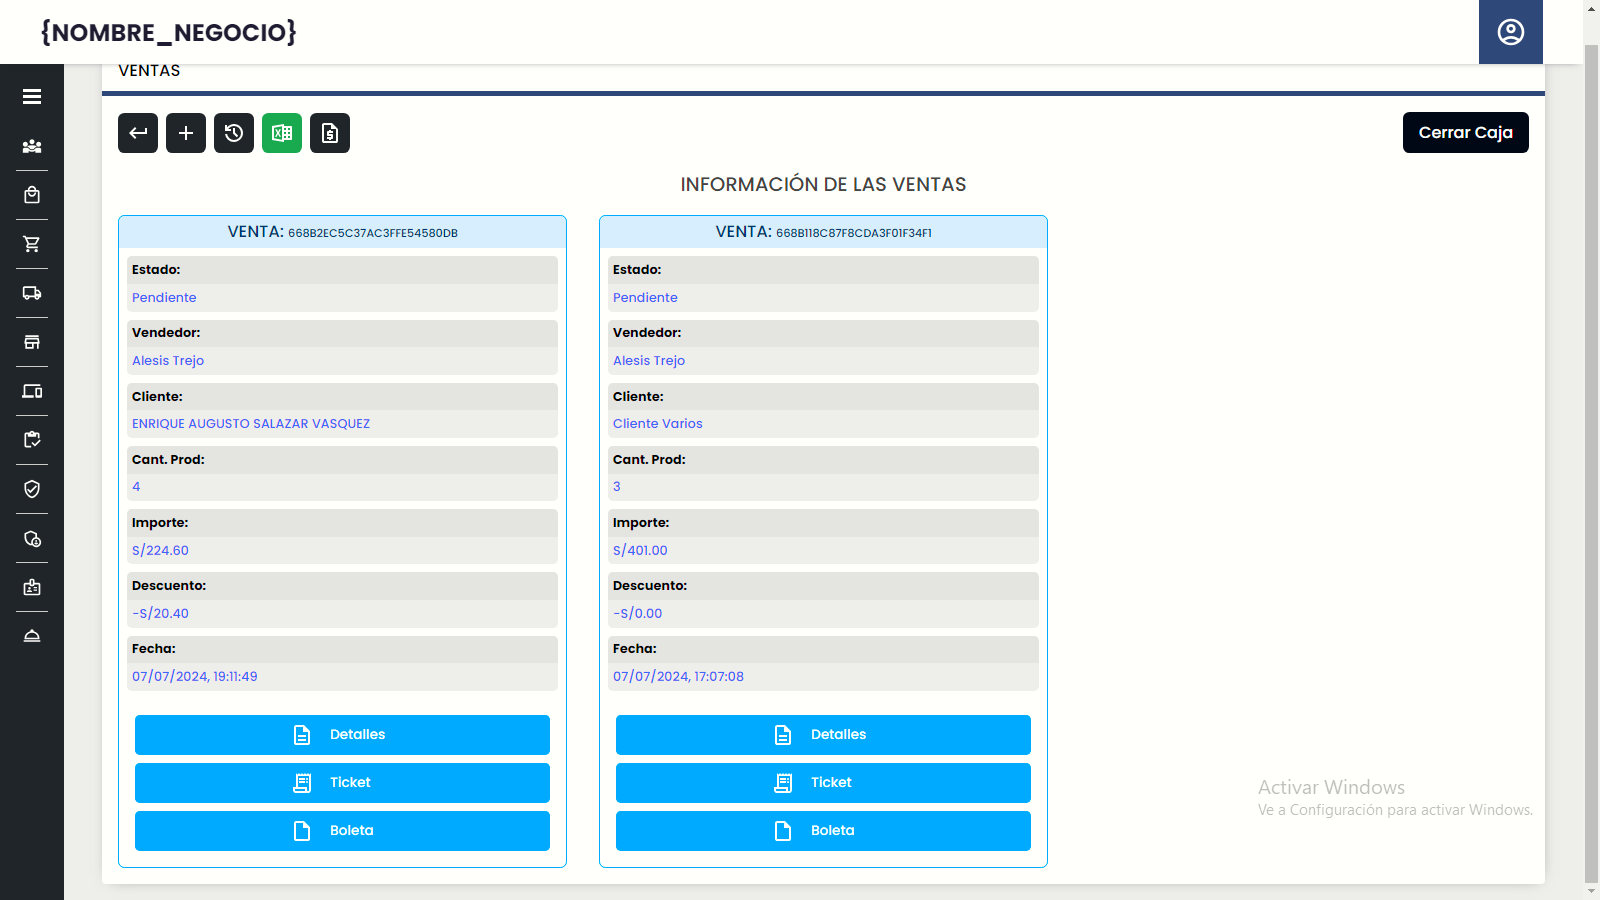 {NOMBRE_NEGOCIO}
VENTAS
Cerrar Caja
INFORMACIÓN DE LAS VENTAS
VENTA: 668B2EC5C37AC3FFE54580DB
Estado:
Pendiente
Vendedor:
Alesis Trejo
Cliente:
ENRIQUE AUGUSTO SALAZAR VASQUEZ
Cant. Prod:
4
Importe:
S/224.60
Descuento:
-S/20.40
Fecha:
07/07/2024, 19:11:49
Detalles
Ticket
Boleta
VENTA: 668B118C87F8CDA3F01F34F1
Estado:
Pendiente
Vendedor:
Alesis Trejo
Cliente:
Cliente Varios
Cant. Prod:
3
Importe:
S/401.00
Descuento:
-S/0.00
Fecha:
07/07/2024, 17:07:08
Detalles
Ticket
Boleta
Activar Windows
Ve a Configuración para activar Windows.